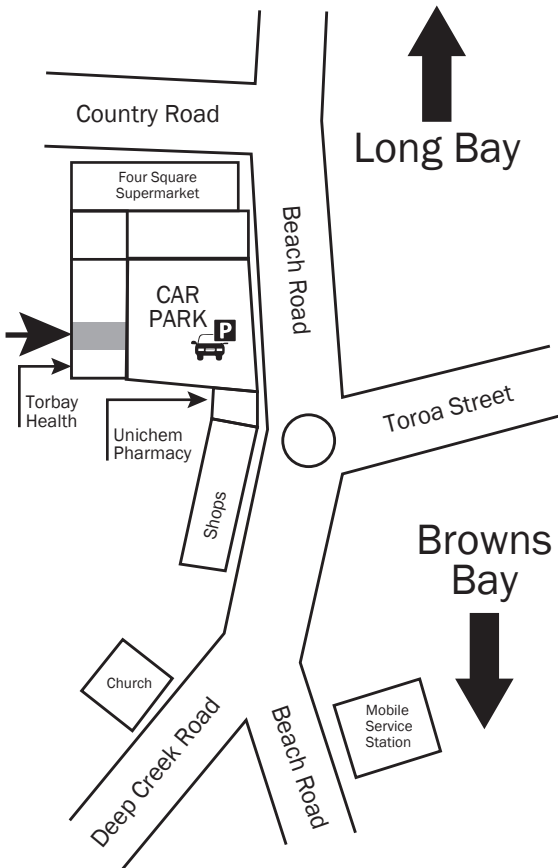 Country Road
Long Bay
Four Square
Supermarket
Beach Road
CAR
PARK
P
Torbay
Health
Unichem
Pharmacy
Toroa Street
Shops
Browns
Bay
Church
Deep Creek Road
Beach Road
Mobile
Service
Station